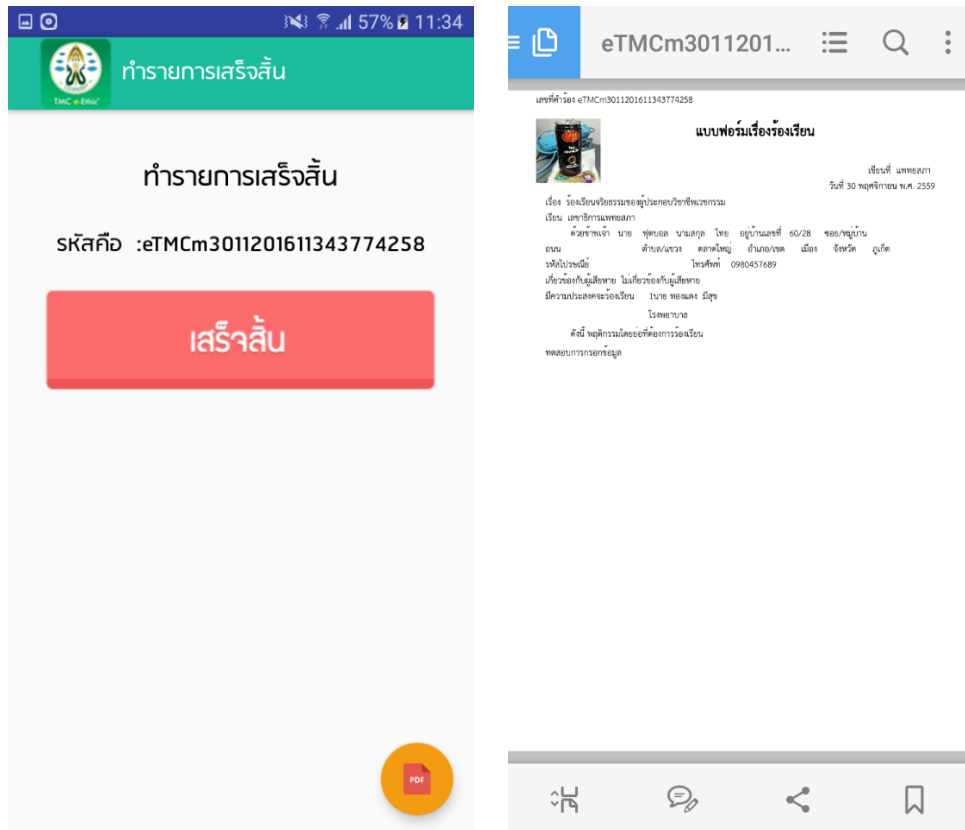 57% 11:34
TMC e-Ethic'
ทำรายการเสร็จสิ้น
ทำรายการเสร็จสิ้น
รหัสคือ :eTMCm3011201611343774258
เสร็จสิ้น
PDF
eTMCm3011201...
เลขที่คำร้อง eTMCm3011201611343774258
แบบฟอร์มเรื่องร้องเรียน
เขียนที่ แพทยสภา
วันที่ 30 พฤศจิกายน พ.ศ. 2559
เรื่อง ร้องเรียนจริยธรรมของผู้ประกอบวิชาชีพเวชกรรม
เรียน เลขาธิการแพทยสภา
ด้วยข้าพเจ้า นาย ฟุตบอล นามสกุล ไทย อยู่บ้านเลขที่ 60/28 ซอย/หมู่บ้าน
ถนน ตำบล/แขวง ตลาดใหญ่ อำเภอ/เขต เมือง จังหวัด ภูเก็ต
รหัสไปรษณีย์ โทรศัพท์ 0980457689
เกี่ยวข้องกับผู้เสียหาย ไม่เกี่ยวข้องกับผู้เสียหาย
มีความประสงคจะร้องเรียน 1นาย ทองแดง มีสุข
โรงพยาบาล
ดังนี้ พฤติกรรมโดยย่อที่ต้องการร้องเรียน
ทดสอบการกรอกข้อมูล